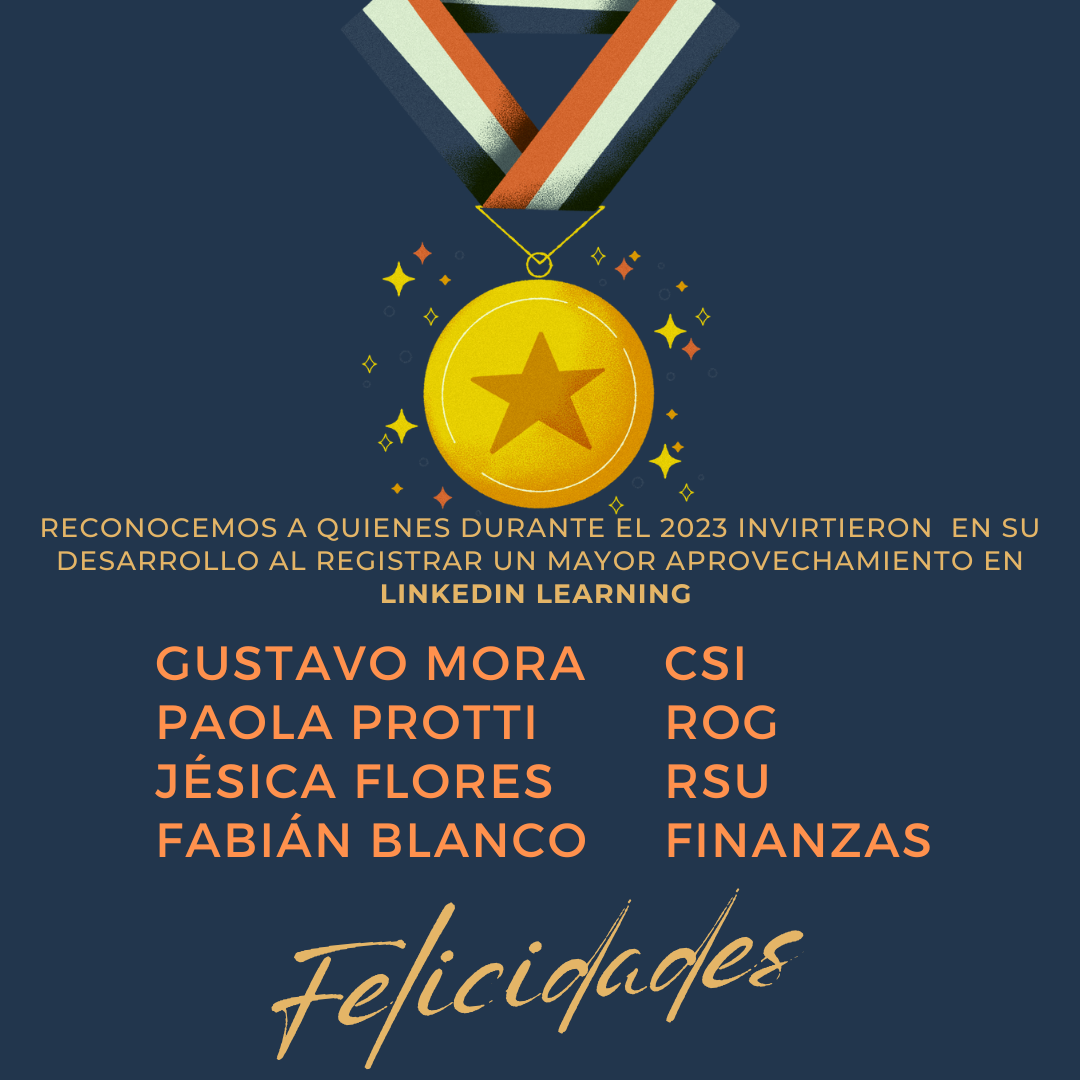 RECONOCEMOS A QUIENES DURANTE EL 2023 INVIRTIERON EN SU
DESARROLLO AL REGISTRAR UN MAYOR APROVECHAMIENTO EN
LINKEDIN LEARNING
GUSTAVO MORA CSI
PAOLA PROTTI ROG
JÉSICA FLORES RSU
FABIÁN BLANCO FINANZAS
Felicidades